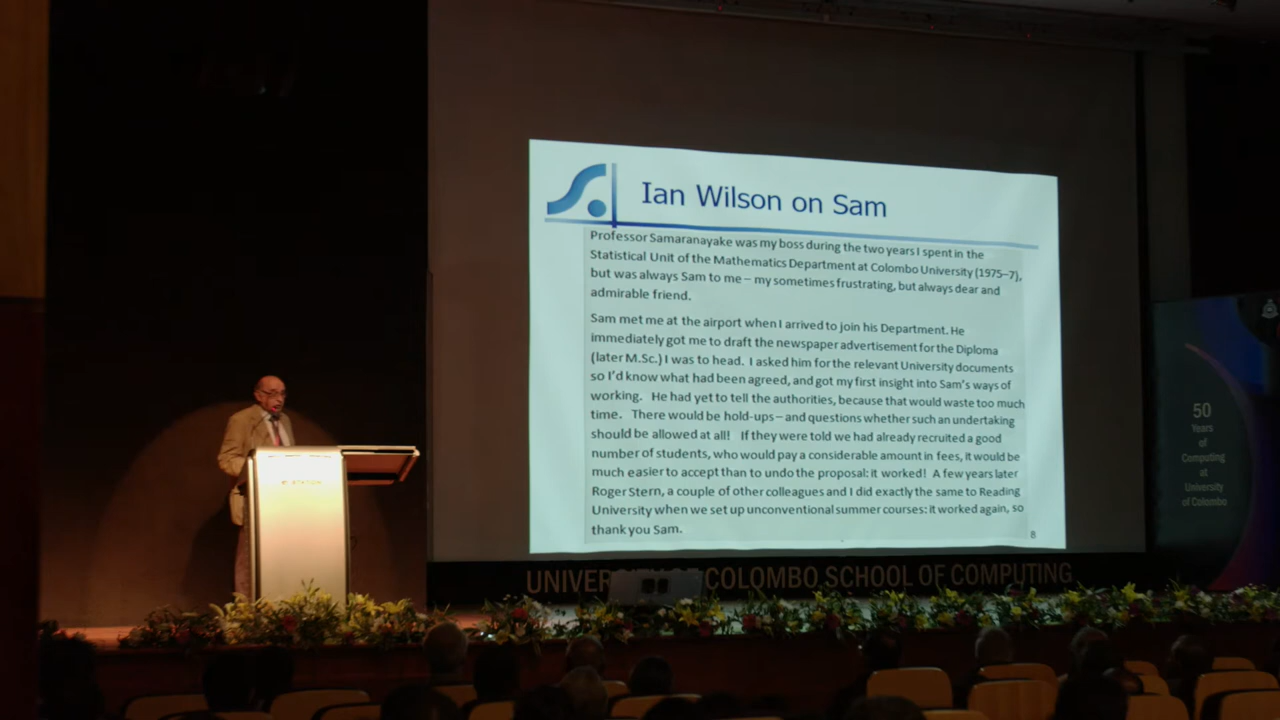 Ian Wilson on Sam
Professor Samaranayake was my boss during the two years I spent in the
Statistical Unit of the Mathematics Department at Colombo University (1975–7),
but was always Sam to me – my sometimes frustrating, but always dear and
admirable friend.
Sam met me at the airport when I arrived to join his Department. He
immediately got me to draft the newspaper advertisement for the Diploma
(later M.Sc.) I was to head. I asked him for the relevant University documents
so I'd know what had been agreed, and got my first insight into Sam's ways of
working. He had yet to tell the authorities, because that would waste too much
time. There would be hold-ups – and questions whether such an undertaking
should be allowed at all! If they were told we had already recruited a good
number of students, who would pay a considerable amount in fees, it would be
much easier to accept than to undo the proposal: it worked! A few years later
Roger Stern, a couple of other colleagues and I did exactly the same to Reading
University when we set up unconventional summer courses: it worked again, so
thank you Sam.
8
50
Years
of
Computing
at
University
of Colombo
COLOMBO SCHOOL OF COMPUTING